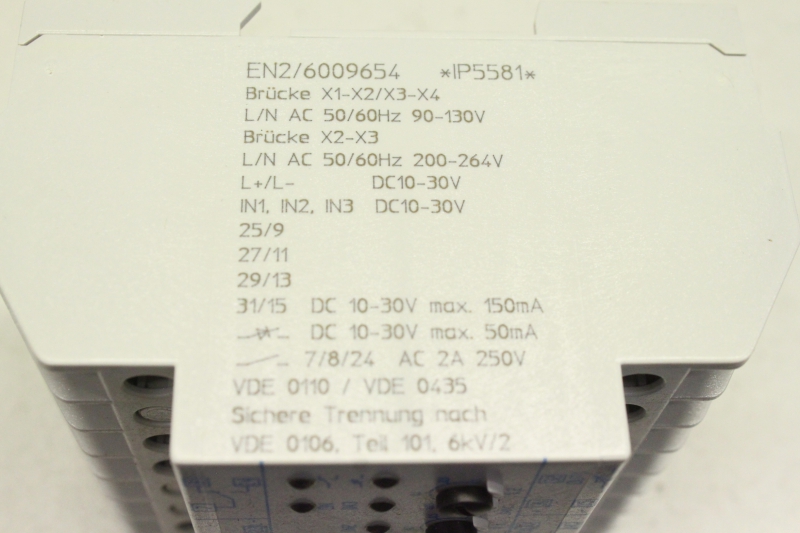 EN2/6009654 *IP5581*
Brücke X1-X2/X3-X4
L/N AC 50/60Hz 90-130V
Brücke X2-X3
L/N AC 50/60Hz 200-264V
L+/L- DC10-30V
IN1, IN2, IN3 DC10-30V
25/9
27/11
29/13
31/15 DC 10-30V max. 150mA
DC 10-30V max. 50mA
7/8/24 AC 2A 250V
VDE 0110 / VDE 0435
Sichere Trennung nach
VDE 0106, Teil 101, 6kV/2